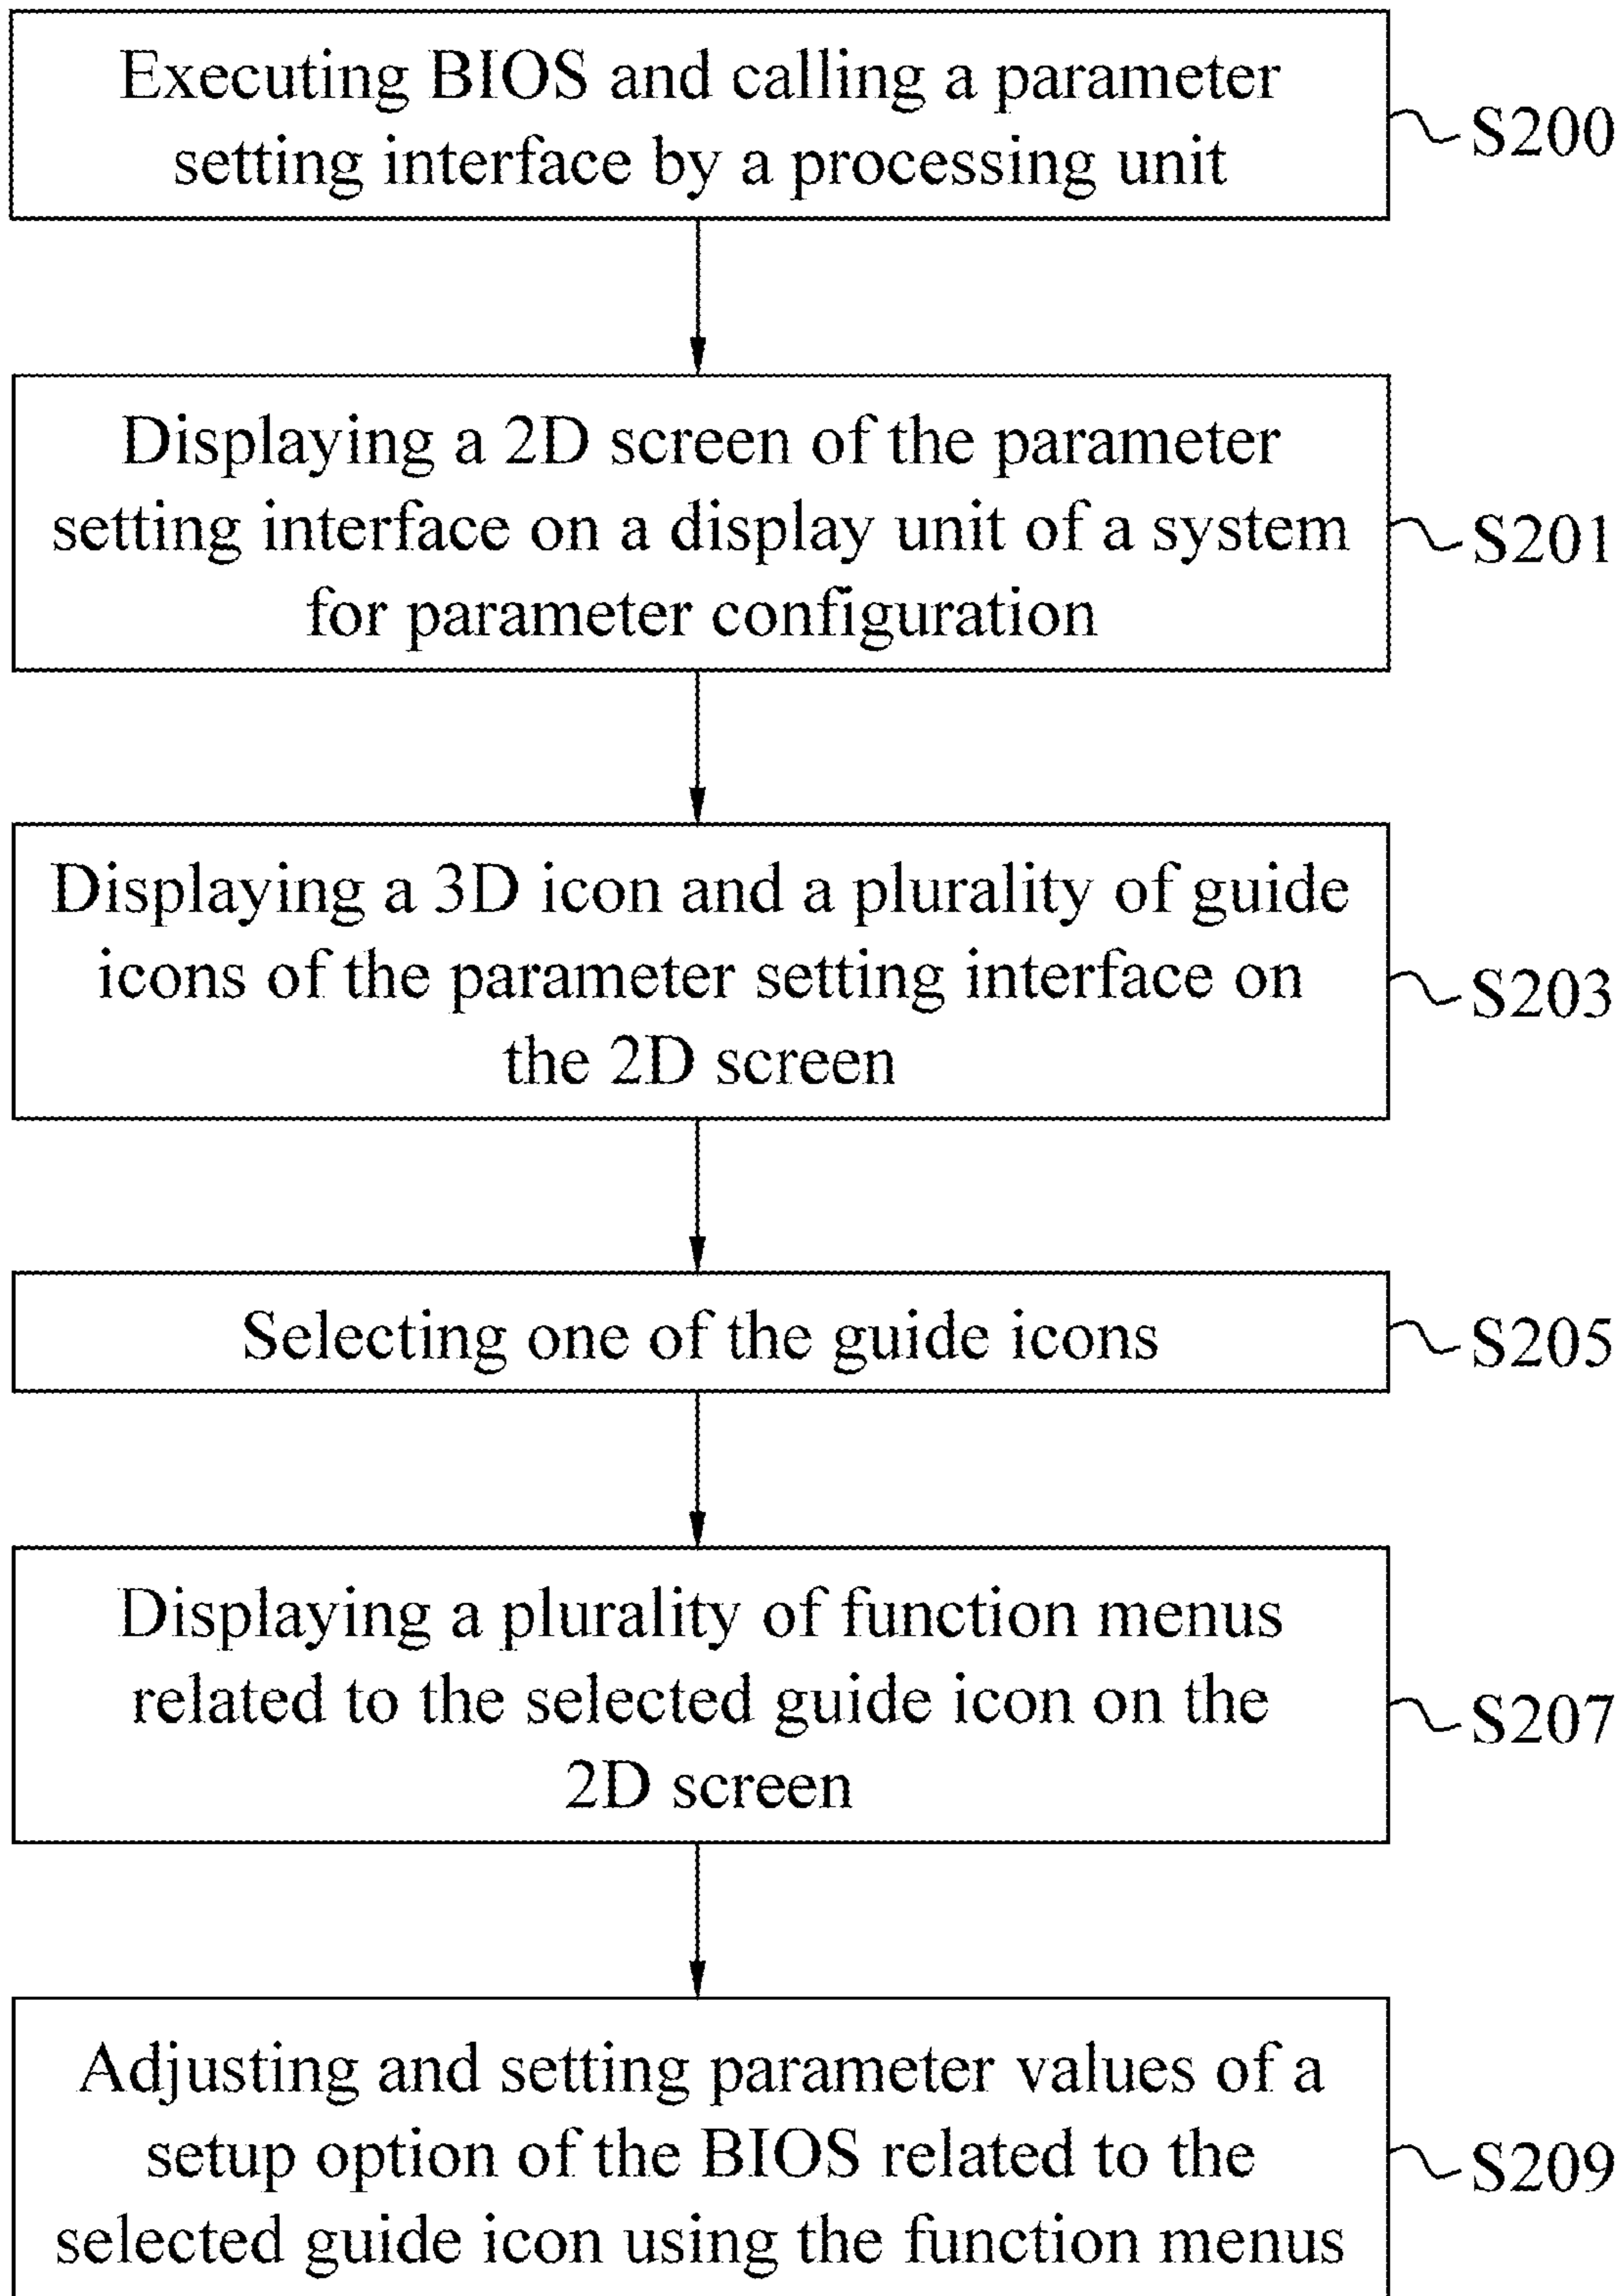 Executing BIOS and calling a parameter
setting interface by a processing unit
S200
Displaying a 2D screen of the parameter
setting interface on a display unit of a system
for parameter configuration
S201
Displaying a 3D icon and a plurality of guide
icons of the parameter setting interface on
the 2D screen
S203
Selecting one of the guide icons
S205
Displaying a plurality of function menus
related to the selected guide icon on the
2D screen
S207
Adjusting and setting parameter values of a
setup option of the BIOS related to the
selected guide icon using the function menus
S209